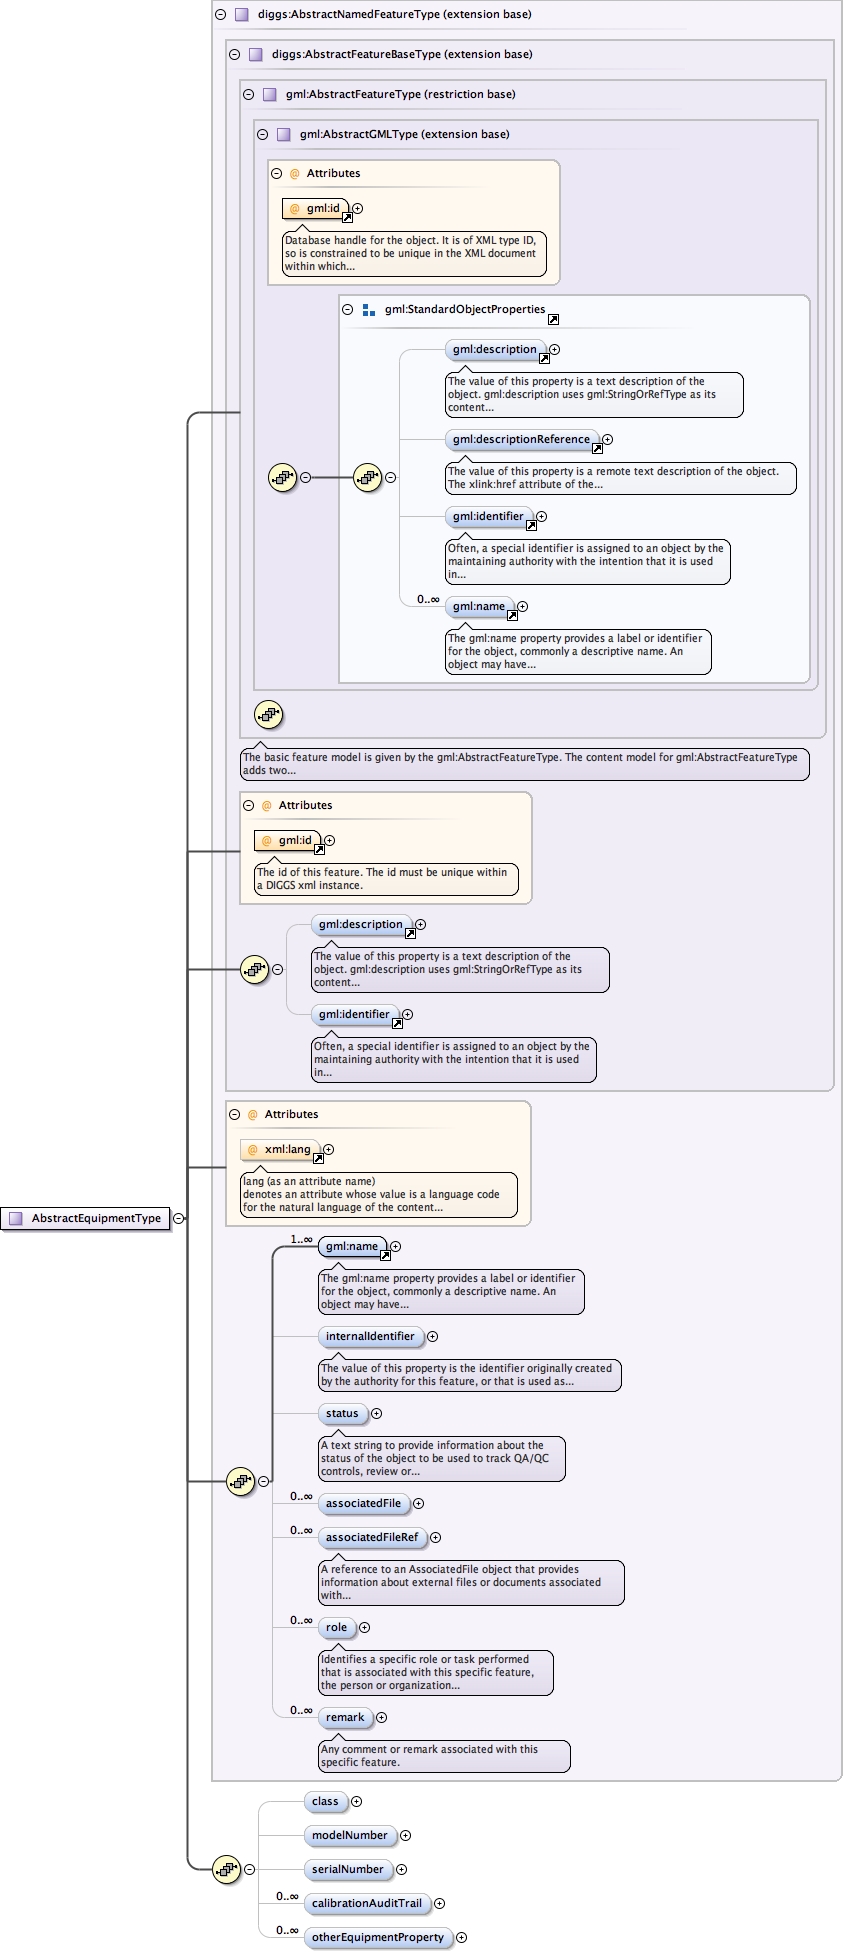 diggs:AbstractNamedFeatureType (extension base)
diggs:AbstractFeatureBaseType (extension base)
gml:AbstractFeatureType (restriction base)
gml:AbstractGMLType (extension base)
@ Attributes
@ gml:id
Database handle for the object. It is of XML type ID,
so is constrained to be unique in the XML document
within which...
gml:StandardObjectProperties
gml:description
The value of this property is a text description of the
object. gml:description uses gml:StringOrRefType as its
content...
gml:descriptionReference
The value of this property is a remote text description of the object.
The xlink:href attribute of the...
gml:identifier
Often, a special identifier is assigned to an object by the
maintaining authority with the intention that it is used
in...
0..∞
gml:name
The gml:name property provides a label or identifier
for the object, commonly a descriptive name. An
object may have...
The basic feature model is given by the gml:AbstractFeatureType. The content model for gml:AbstractFeatureType
adds two...
@ Attributes
@ gml:id
The id of this feature. The id must be unique within
a DIGGS xml instance.
gml:description
The value of this property is a text description of the
object. gml:description uses gml:StringOrRefType as its
content...
gml:identifier
Often, a special identifier is assigned to an object by the
maintaining authority with the intention that it is used
in...
@ Attributes
@ xml:lang
lang (as an attribute name)
denotes an attribute whose value is a language code
for the natural language of the content...
AbstractEquipmentType
1..∞
gml:name
The gml:name property provides a label or identifier
for the object, commonly a descriptive name. An
object may have...
internalIdentifier
The value of this property is the identifier originally created
by the authority for this feature, or that is used as...
status
A text string to provide information about the
status of the object to be used to track QA/QC
controls, review or...
0..∞
associatedFile
0..∞
associatedFileRef
A reference to an AssociatedFile object that provides
information about external files or documents associated
with...
0..∞
role
Identifies a specific role or task performed
that is associated with this specific feature,
the person or organization...
0..∞
remark
Any comment or remark associated with this
specific feature.
class
modelNumber
serialNumber
0..∞
calibrationAuditTrail
0..∞
otherEquipmentProperty